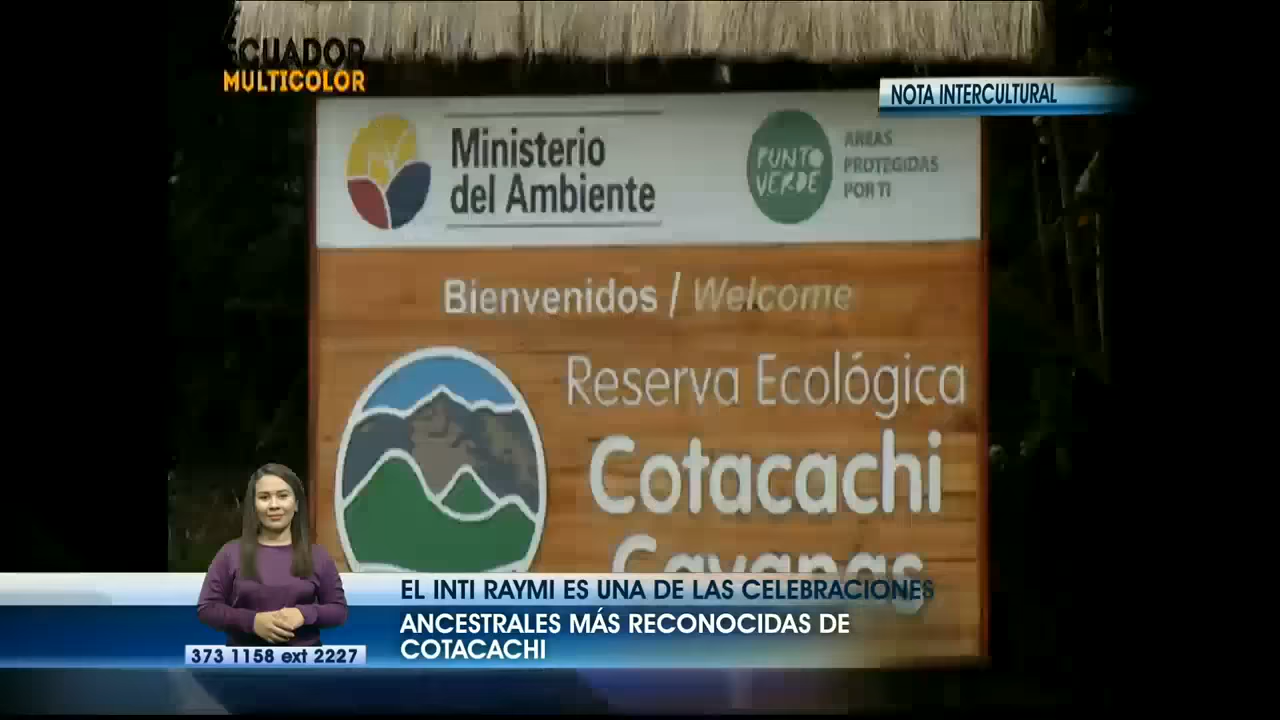 ECUADOR
MULTICOLOR
NOTA INTERCULTURAL
Ministerio
del Ambiente
PUNTO
VERDE
AREAS
PROTEGIDAS
POR TI
Bienvenidos / Welcome
Reserva Ecológica
Cotacachi
Cayapas
EL INTI RAYMI ES UNA DE LAS CELEBRACIONES
ANCESTRALES MÁS RECONOCIDAS DE
COTACACHI
373 1158 ext 2227